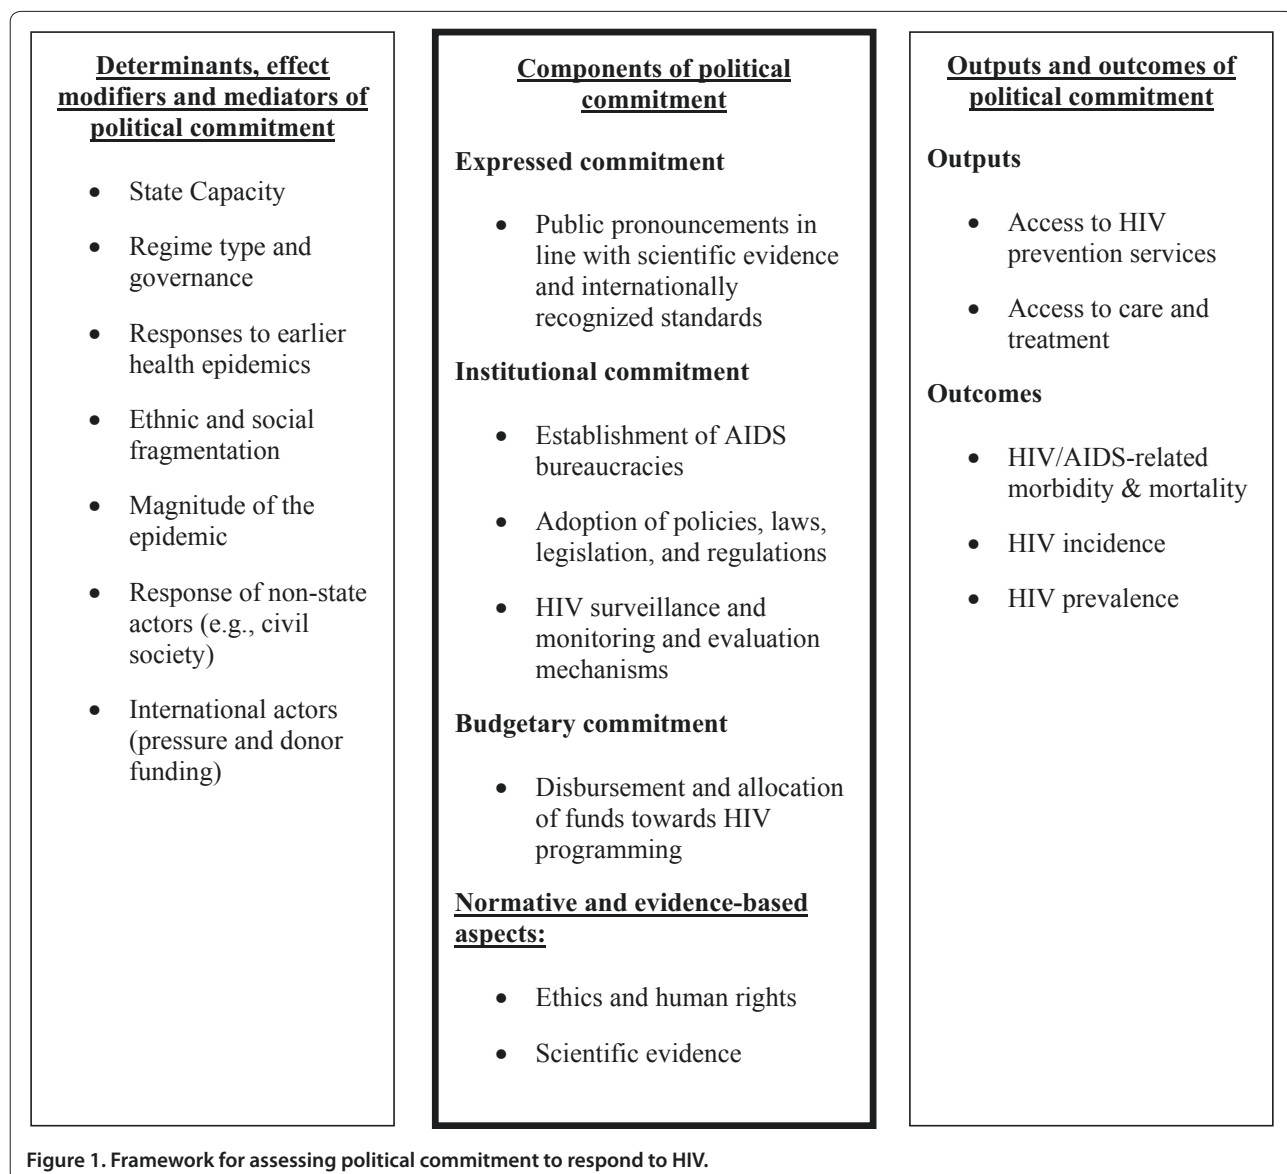 Determinants, effect
modifiers and mediators of
political commitment
• State Capacity
• Regime type and
governance
• Responses to earlier
health epidemics
• Ethnic and social
fragmentation
• Magnitude of the
epidemic
• Response of non-state
actors (e.g., civil
society)
• International actors
(pressure and donor
funding)
Components of political
commitment
Expressed commitment
• Public pronouncements in
line with scientific evidence
and internationally
recognized standards
Institutional commitment
• Establishment of AIDS
bureaucracies
• Adoption of policies, laws,
legislation, and regulations
• HIV surveillance and
monitoring and evaluation
mechanisms
Budgetary commitment
• Disbursement and allocation
of funds towards HIV
programming
Normative and evidence-based
aspects:
• Ethics and human rights
• Scientific evidence
Outputs and outcomes of
political commitment
Outputs
• Access to HIV
prevention services
• Access to care and
treatment
Outcomes
• HIV/AIDS-related
morbidity & mortality
• HIV incidence
• HIV prevalence
Figure 1. Framework for assessing political commitment to respond to HIV.